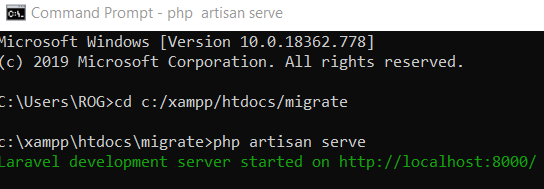 Command Prompt - php  artisan serve
Microsoft Windows [Version 10.0.18362.778]
(c) 2019 Microsoft Corporation. All rights reserved.
C:\Users\ROG>cd c:/xampp/htdocs/migrate
c:\xampp\htdocs\migrate>php artisan serve
Laravel development server started on http://localhost:8000/